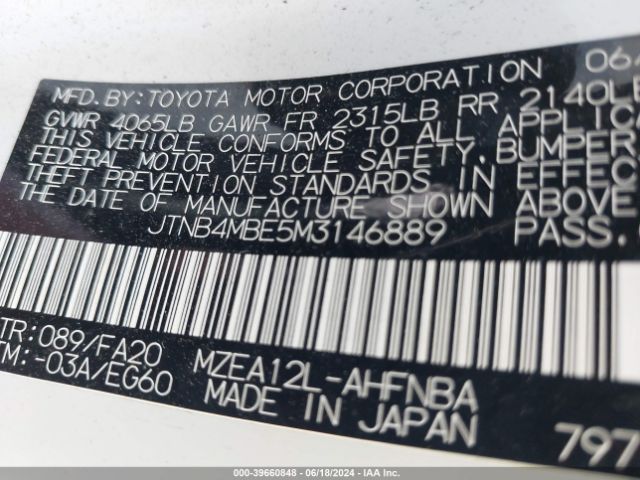 MFD. BY: TOYOTA MOTOR CORPORATION 06/
GVWR 4065LB GAWR FR 2315LB RR 2140LB
THIS VEHICLE CONFORMS TO ALL APPLICA
FEDERAL MOTOR VEHICLE SAFETY, BUMPER
THEFT PREVENTION STANDARDS IN EFFEC
THE DATE OF MANUFACTURE SHOWN ABOVE
JTNB4MBE5M3146889 PASS.
TR: 089/FA20 MZEA12L-AHFNBA
TM: -03A/EG60 MADE IN JAPAN 797
000-39660848 - 06/18/2024 - IAA Inc.